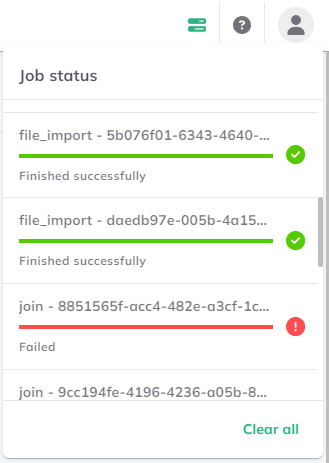 Job status
file_import - 5b076f01-6343-4640-...
Finished successfully
file_import - daedb97e-005b-4a15...
Finished successfully
join - 8851565f-acc4-482e-a3cf-1c...
Failed
join - 9cc194fe-4196-4236-a05b-8...
Clear all